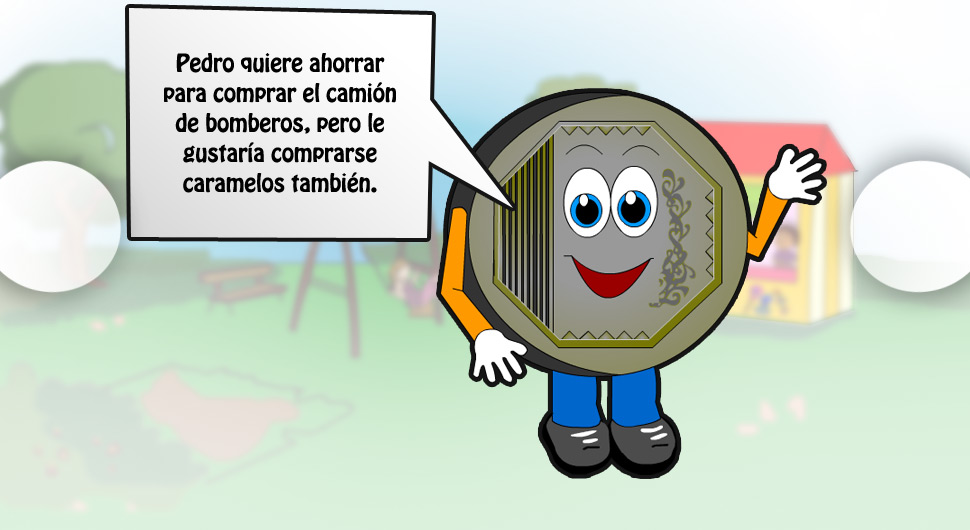 Pedro quiere ahorrar
para comprar el camión
de bomberos, pero le
gustaría comprarse
caramelos también.